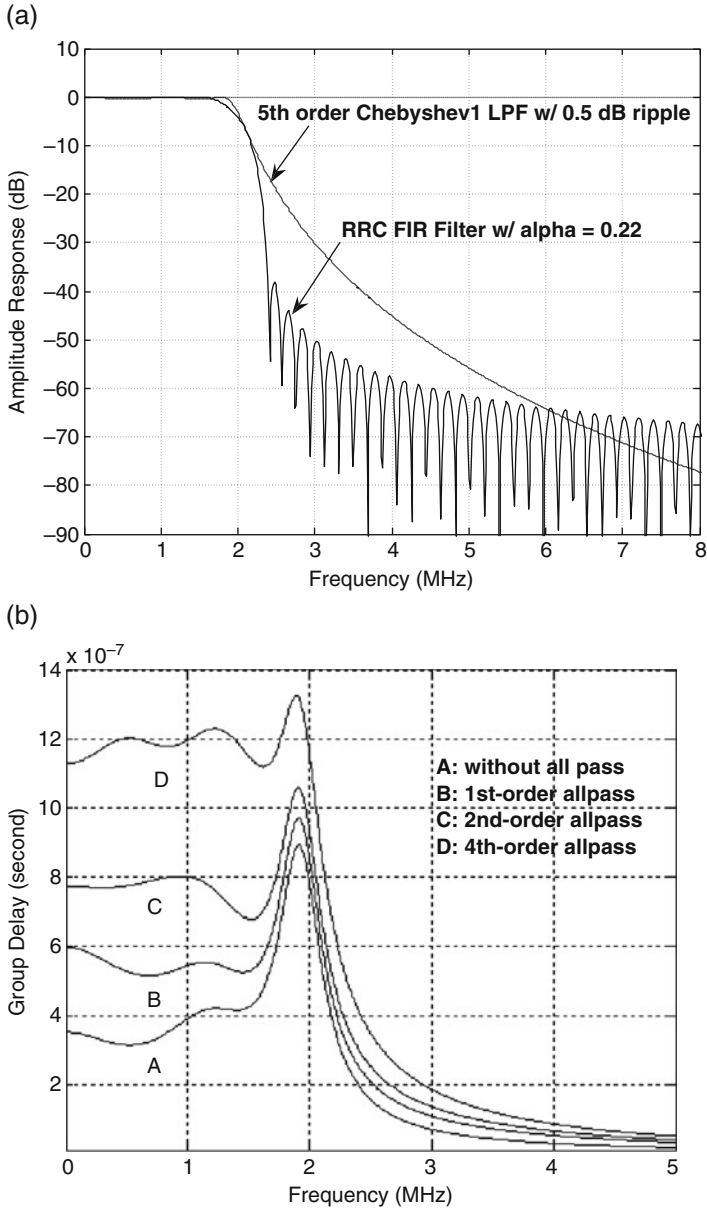 (a)
10
0
–10
–20
–30
–40
–50
–60
–70
–80
–90
Amplitude Response (dB)
5th order Chebyshev1 LPF w/ 0.5 dB ripple
RRC FIR Filter w/ alpha = 0.22
0 1 2 3 4 5 6 7 8
Frequency (MHz)
(b)
x 10⁻⁷
14
12
10
8
6
4
2
Group Delay (second)
D
C
B
A
A: without all pass
B: 1st-order allpass
C: 2nd-order allpass
D: 4th-order allpass
0 1 2 3 4 5
Frequency (MHz)